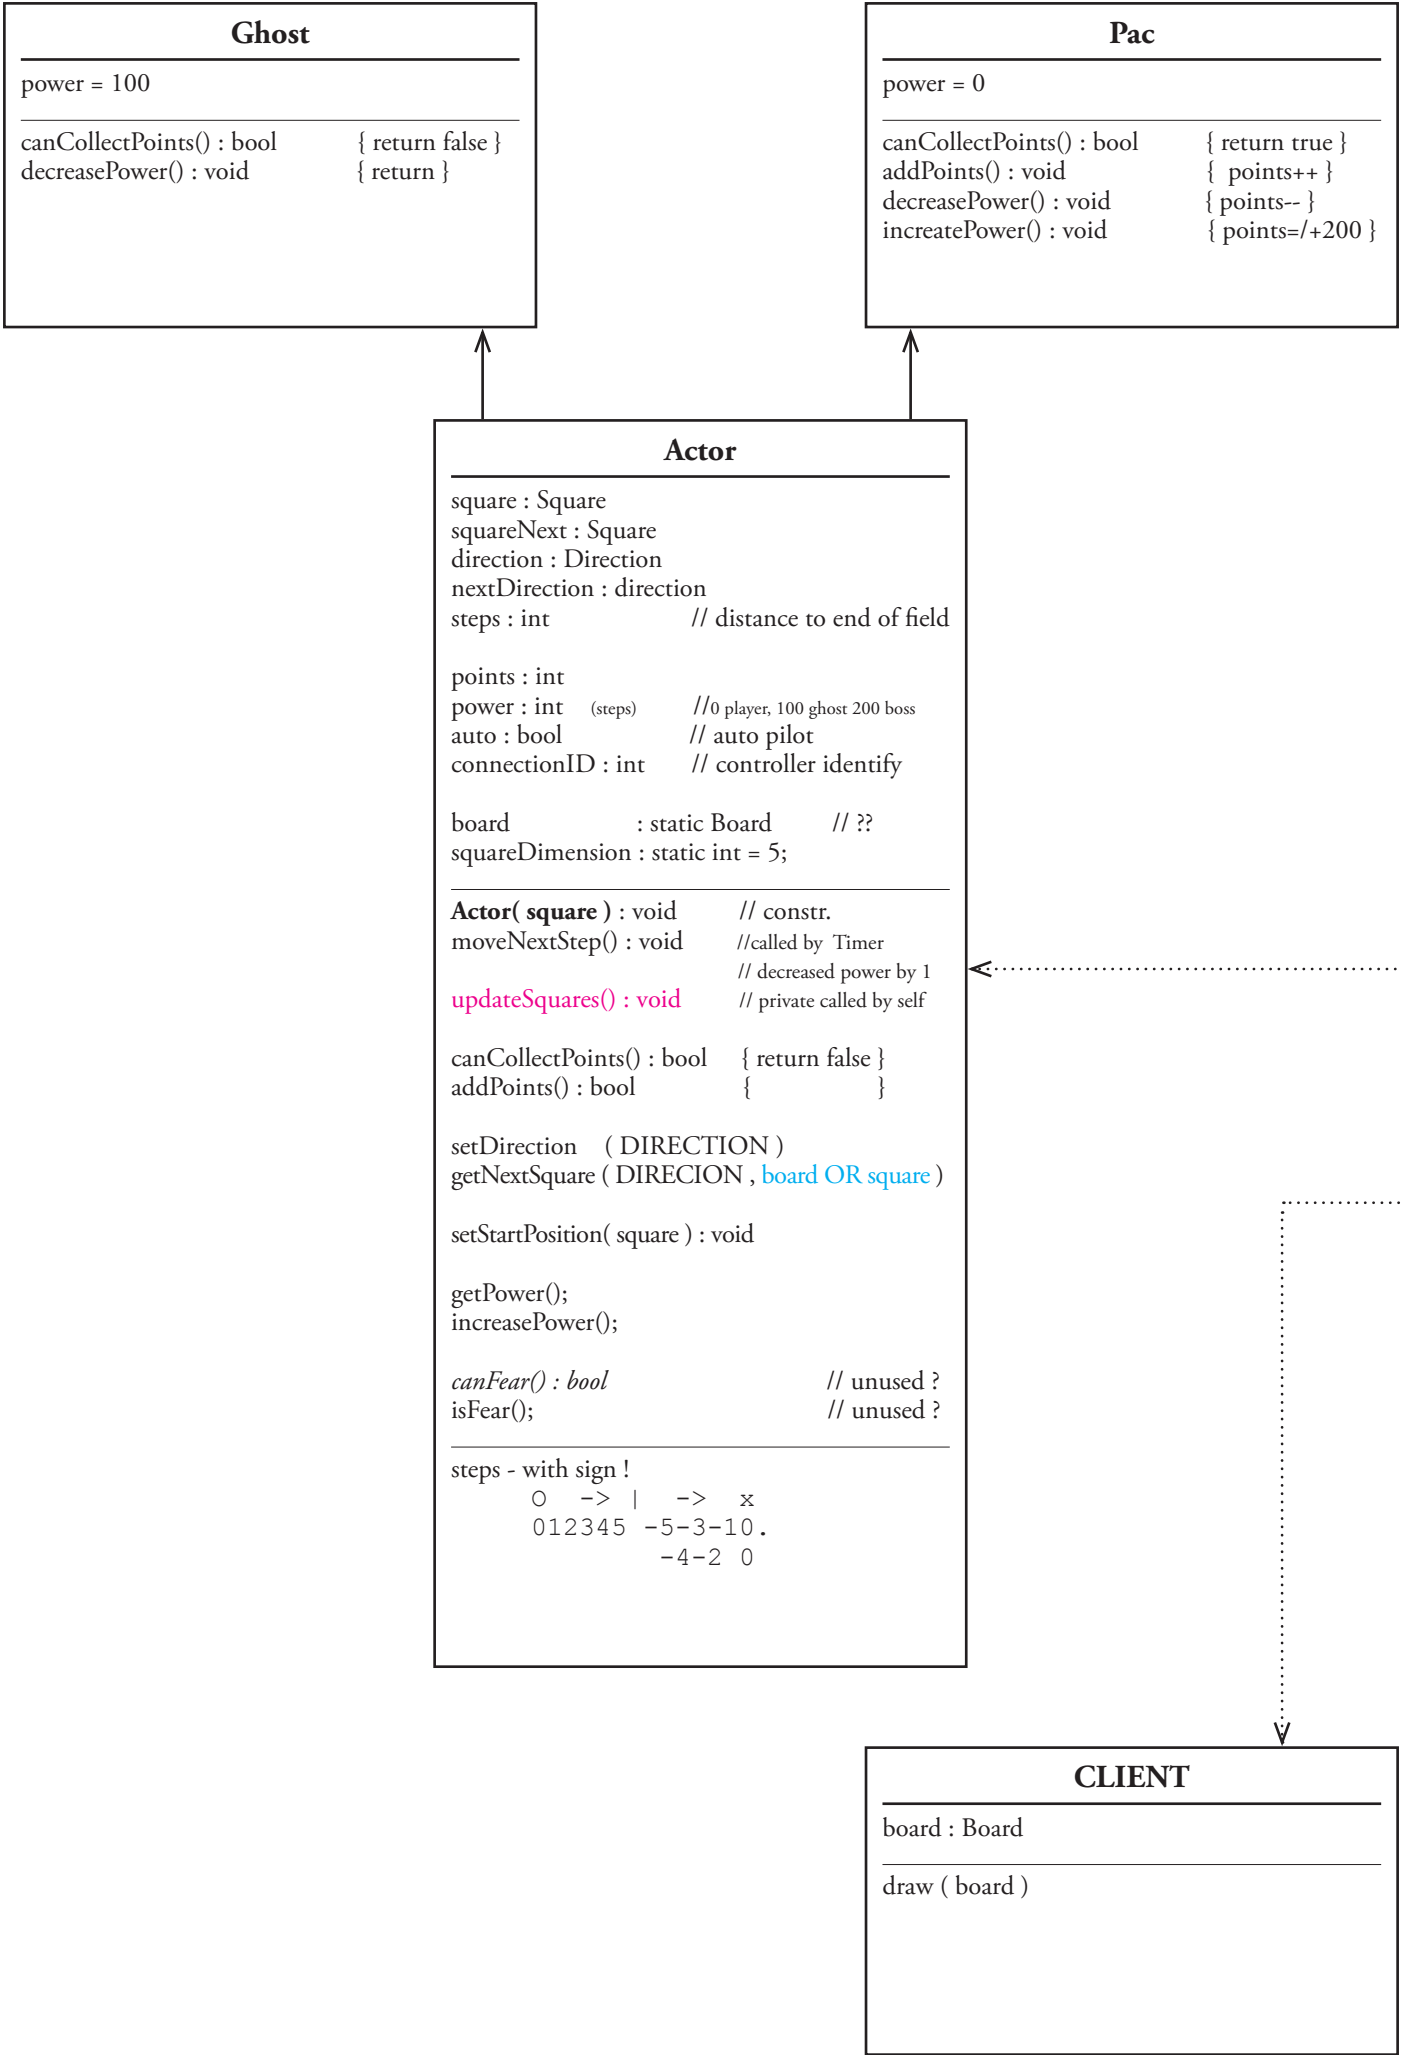 Ghost
power = 100
canCollectPoints() : bool { return false }
decreasePower() : void { return }
Pac
power = 0
canCollectPoints() : bool { return true }
addPoints() : void { points++ }
decreasePower() : void { points-- }
increatePower() : void { points=/+200 }
Actor
square : Square
squareNext : Square
direction : Direction
nextDirection : direction
steps : int // distance to end of field
points : int
power : int (steps) //0 player, 100 ghost 200 boss
auto : bool // auto pilot
connectionID : int // controller identify
board : static Board // ??
squareDimension : static int = 5;
Actor( square ) : void // constr.
moveNextStep() : void //called by Timer
// decreased power by 1
updateSquares() : void // private called by self
canCollectPoints() : bool { return false }
addPoints() : bool { }
setDirection ( DIRECTION )
getNextSquare ( DIRECION , board OR square )
setStartPosition( square ) : void
getPower();
increasePower();
canFear() : bool // unused ?
isFear(); // unused ?
steps - with sign !
O -> | -> x
012345 -5-3-10.
-4-2 0
CLIENT
board : Board
draw ( board )